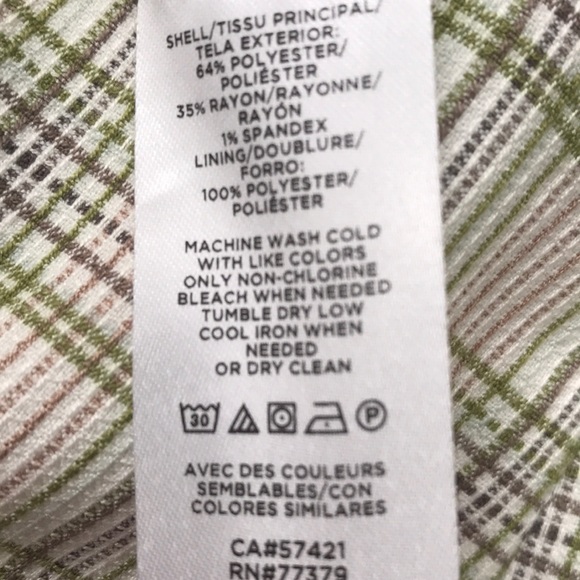 SHELL/TISSU PRINCIPAL/
TELA EXTERIOR:
64% POLYESTER/
POLIÉSTER
35% RAYON/RAYONNE/
RAYÓN
1% SPANDEX
LINING/DOUBLURE/
FORRO:
100% POLYESTER/
POLIÉSTER
MACHINE WASH COLD
WITH LIKE COLORS
ONLY NON-CHLORINE
BLEACH WHEN NEEDED
TUMBLE DRY LOW
COOL IRON WHEN
NEEDED
OR DRY CLEAN
30 P
AVEC DES COULEURS
SEMBLABLES/CON
COLORES SIMILARES
CA#57421
RN#77379